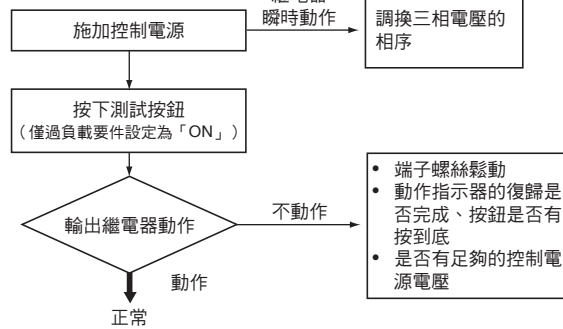 瞬時動作
施加控制電源
調換三相電壓的
相序
按下測試按鈕
（僅過負載要件設定為「ON」）
• 端子螺絲鬆動
• 動作指示器的復歸是
否完成、按鈕是否有
按到底
• 是否有足夠的控制電
源電壓
輸出繼電器動作
不動作
動作
正常